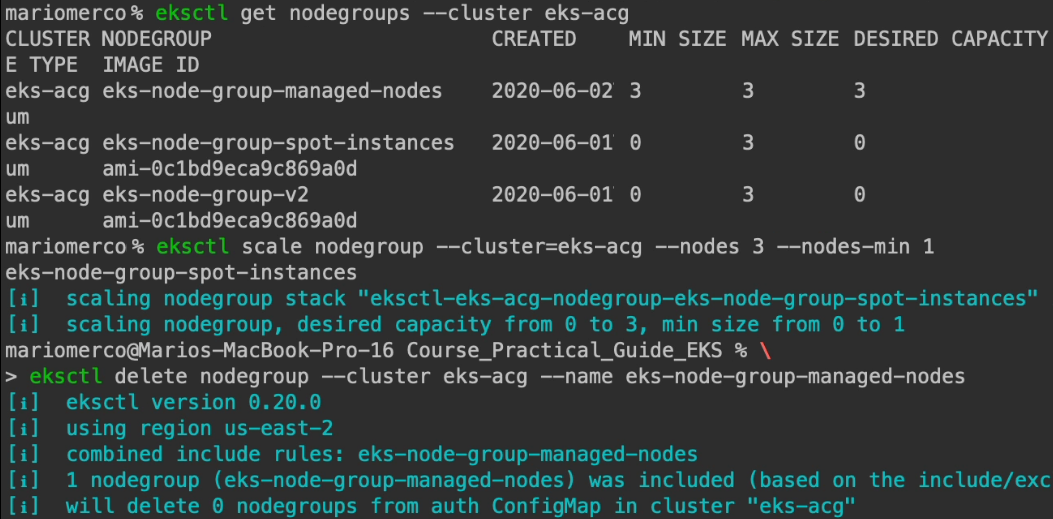 mariomerco% eksctl get nodegroups --cluster eks-acg
CLUSTER NODEGROUP CREATED MIN SIZE MAX SIZE DESIRED CAPACITY
E TYPE IMAGE ID
eks-acg eks-node-group-managed-nodes 2020-06-02 3 3 3
um
eks-acg eks-node-group-spot-instances 2020-06-01 0 3 0
um ami-0c1bd9eca9c869a0d
eks-acg eks-node-group-v2 2020-06-01 0 3 0
um ami-0c1bd9eca9c869a0d
mariomerco% eksctl scale nodegroup --cluster=eks-acg --nodes 3 --nodes-min 1
eks-node-group-spot-instances
[ℹ] scaling nodegroup stack "eksctl-eks-acg-nodegroup-eks-node-group-spot-instances"
[ℹ] scaling nodegroup, desired capacity from 0 to 3, min size from 0 to 1
mariomerco@Marios-MacBook-Pro-16 Course_Practical_Guide_EKS % \
> eksctl delete nodegroup --cluster eks-acg --name eks-node-group-managed-nodes
[ℹ] eksctl version 0.20.0
[ℹ] using region us-east-2
[ℹ] combined include rules: eks-node-group-managed-nodes
[ℹ] 1 nodegroup (eks-node-group-managed-nodes) was included (based on the include/exc
[ℹ] will delete 0 nodegroups from auth ConfigMap in cluster "eks-acg"